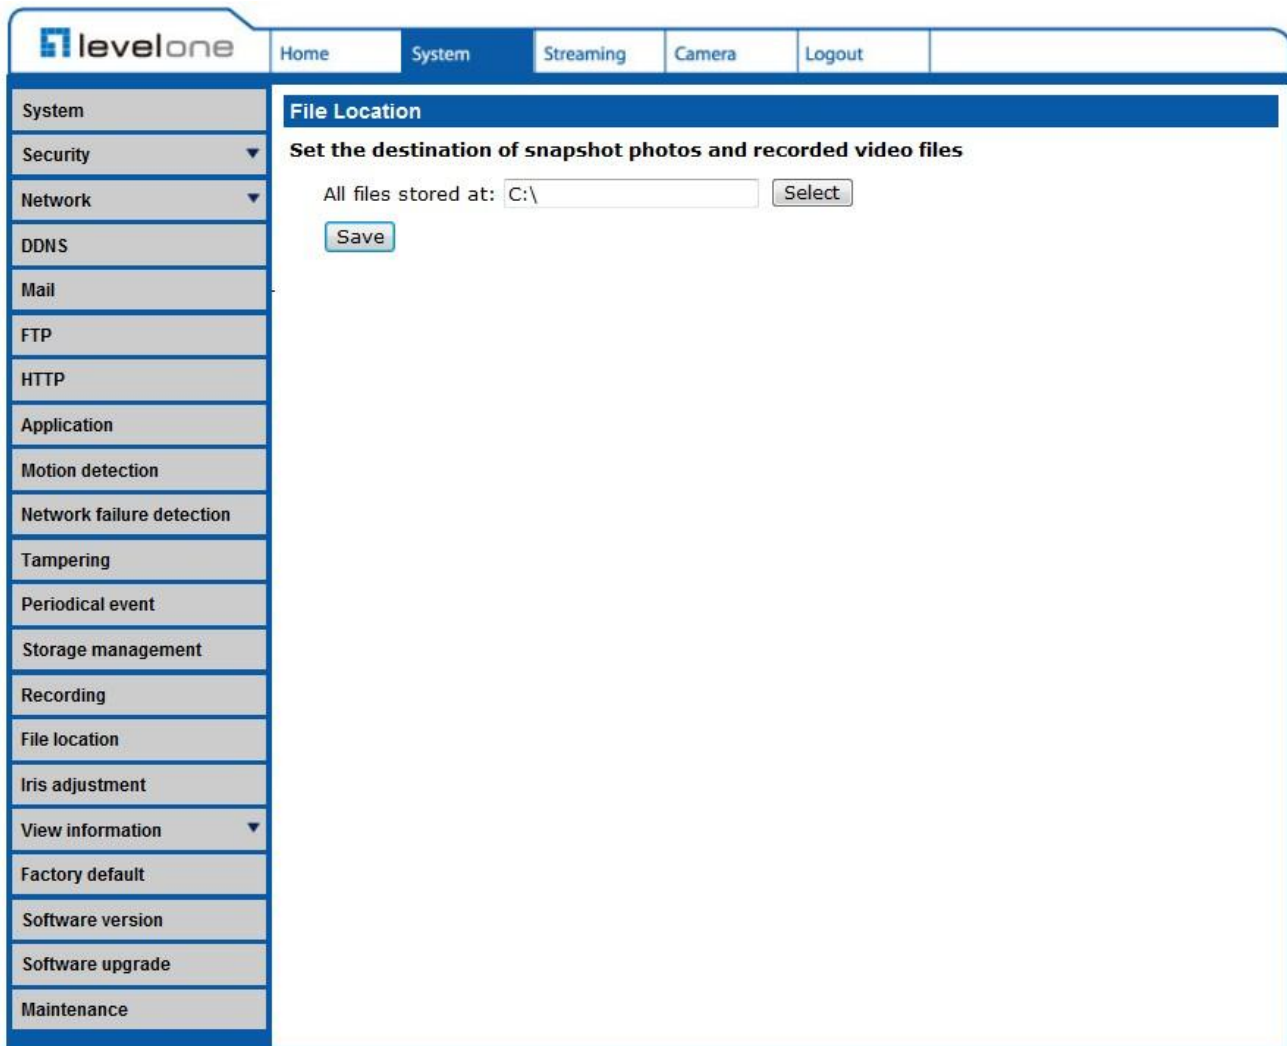 levelone
Home System Streaming Camera Logout
System
Security
Network
DDNS
Mail
FTP
HTTP
Application
Motion detection
Network failure detection
Tampering
Periodical event
Storage management
Recording
File location
Iris adjustment
View information
Factory default
Software version
Software upgrade
Maintenance
File Location
Set the destination of snapshot photos and recorded video files
All files stored at: C:\ Select
Save